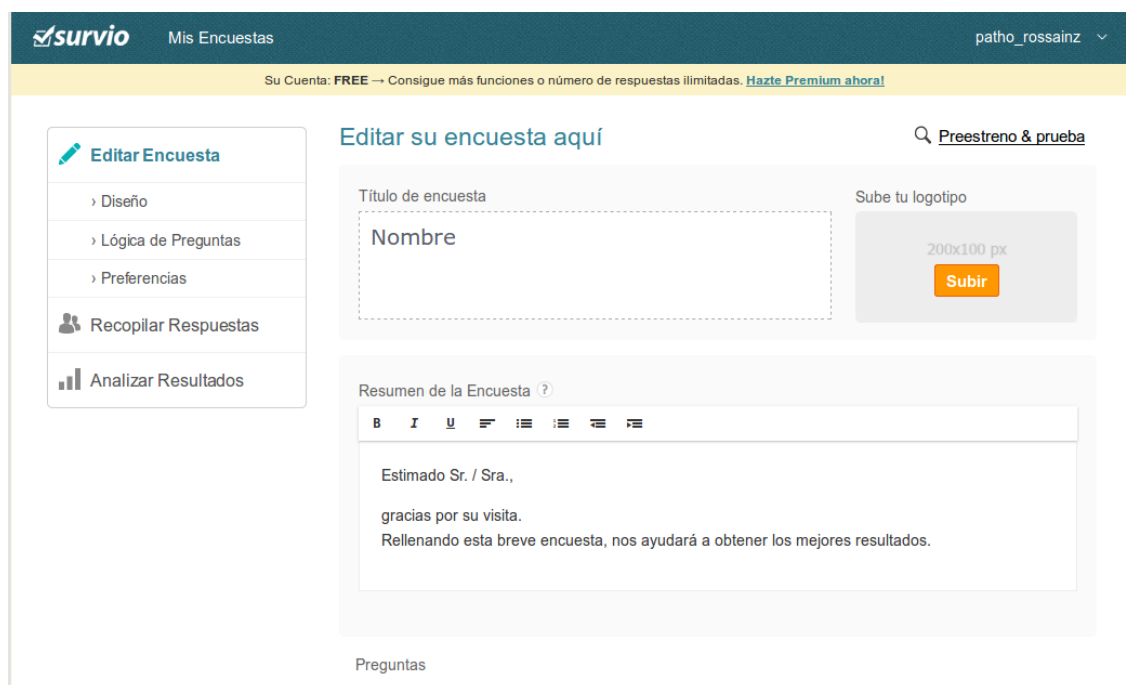 survio Mis Encuestas patho_rossainz
Su Cuenta: FREE → Consigue más funciones o número de respuestas ilimitadas. Hazte Premium ahora!
Editar Encuesta
› Diseño
› Lógica de Preguntas
› Preferencias
Recopilar Respuestas
Analizar Resultados
Editar su encuesta aquí
Preestreno & prueba
Título de encuesta
Nombre
Sube tu logotipo
200x100 px
Subir
Resumen de la Encuesta ?
B I U
Estimado Sr. / Sra.,
gracias por su visita.
Rellenando esta breve encuesta, nos ayudará a obtener los mejores resultados.
Preguntas